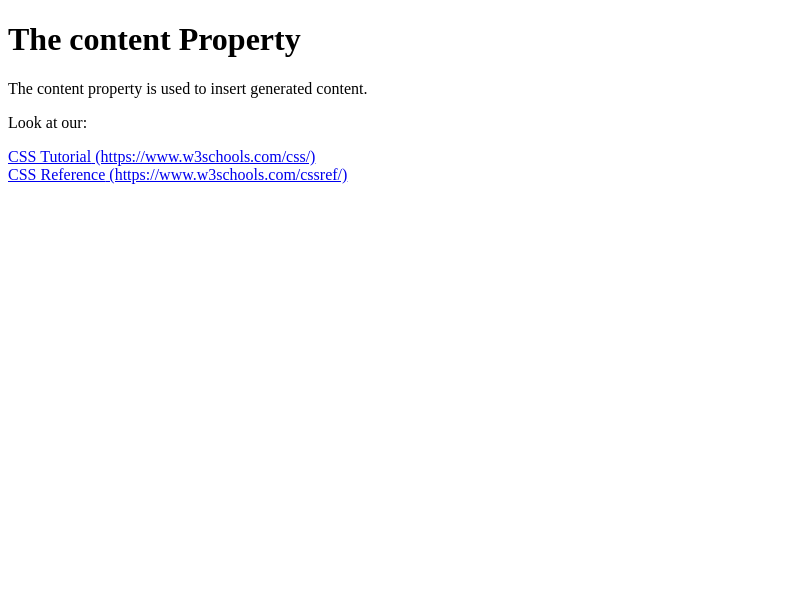 The content Property
The content property is used to insert generated content.
Look at our:
CSS Tutorial (https://www.w3schools.com/css/)
CSS Reference (https://www.w3schools.com/cssref/)